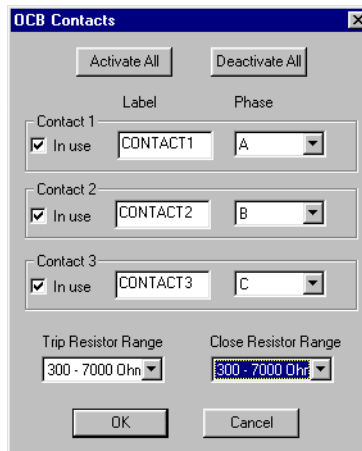 OCB Contacts
Activate All Deactivate All
Label Phase
Contact 1
In use CONTACT1 A
Contact 2
In use CONTACT2 B
Contact 3
In use CONTACT3 C
Trip Resistor Range Close Resistor Range
300 - 7000 Ohn 300 - 7000 Ohr
OK Cancel